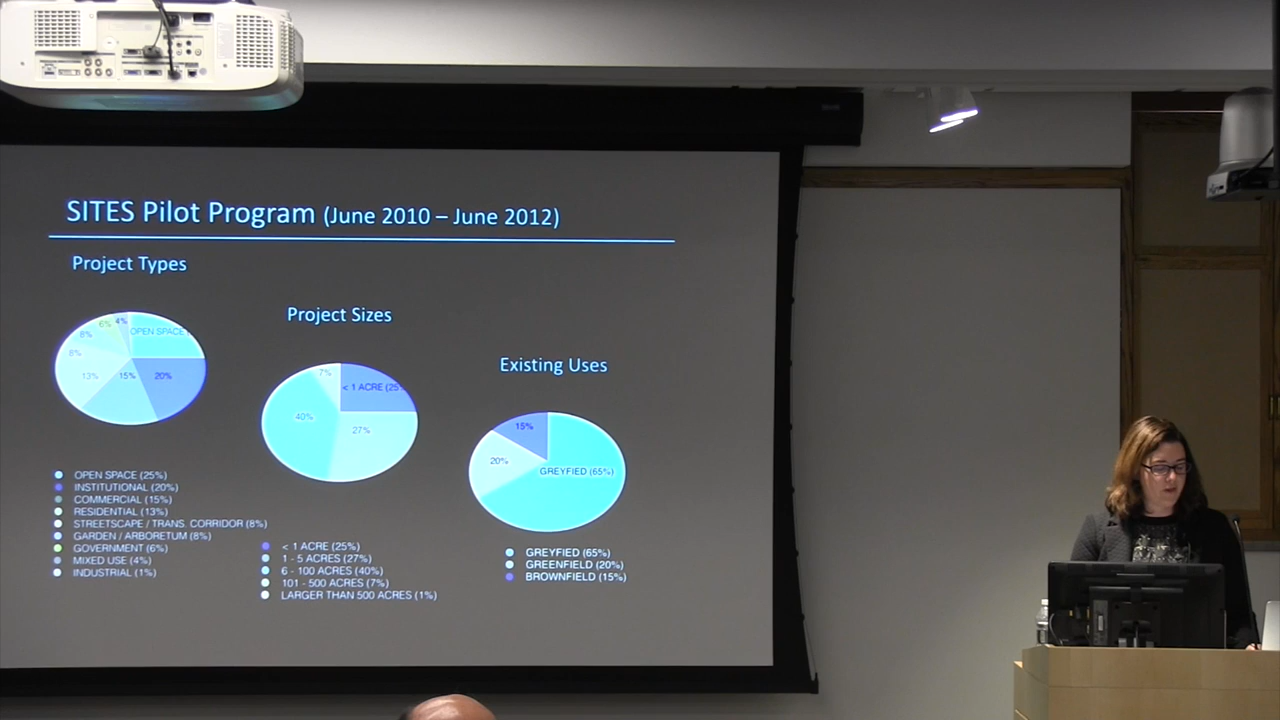 SITES Pilot Program (June 2010 – June 2012)
Project Types
OPEN SPACE
4%
6%
8%
8%
13%
15%
20%
OPEN SPACE (25%)
INSTITUTIONAL (20%)
COMMERCIAL (15%)
RESIDENTIAL (13%)
STREETSCAPE / TRANS. CORRIDOR (8%)
GARDEN / ARBORETUM (8%)
GOVERNMENT (6%)
MIXED USE (4%)
INDUSTRIAL (1%)
Project Sizes
7%
< 1 ACRE (25
40%
27%
< 1 ACRE (25%)
1 - 5 ACRES (27%)
6 - 100 ACRES (40%)
101 - 500 ACRES (7%)
LARGER THAN 500 ACRES (1%)
Existing Uses
15%
20%
GREYFIED (65%)
GREYFIED (65%)
GREENFIELD (20%)
BROWNFIELD (15%)